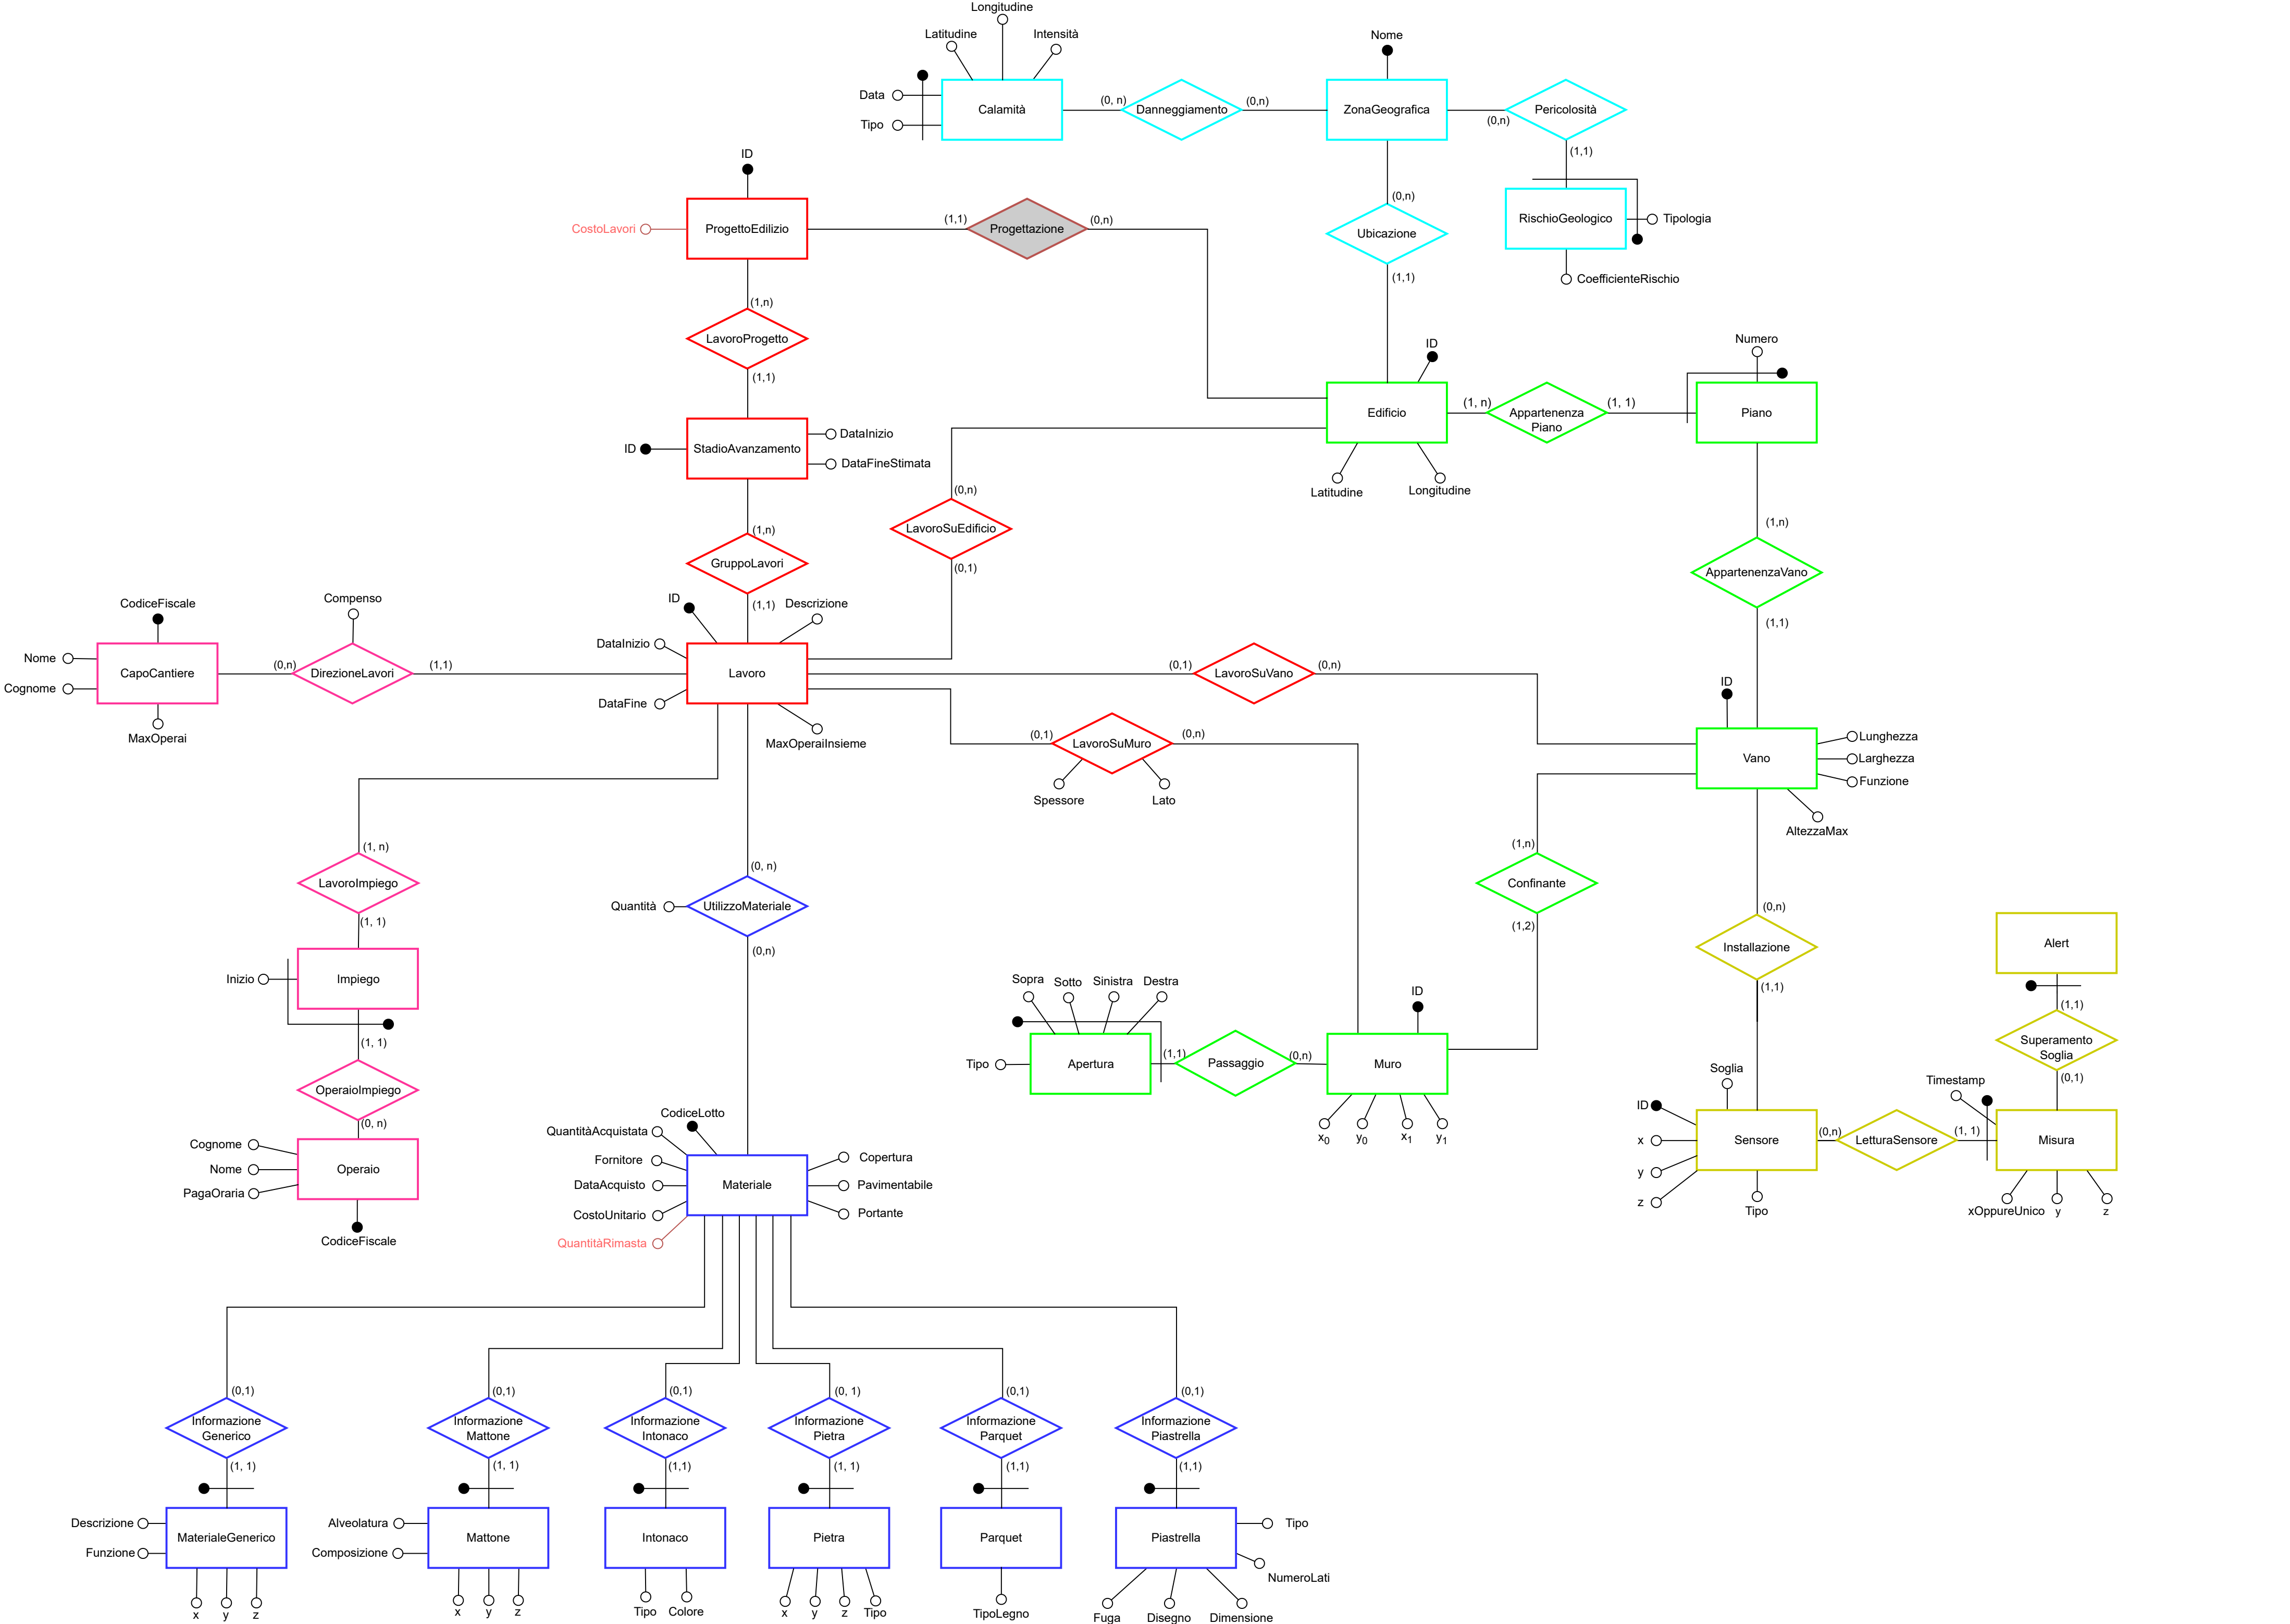 Longitudine
Latitudine
Intensità
Nome
Data
Tipo
Calamità
(0, n)
Danneggiamento
(0,n)
ZonaGeografica
(0,n)
Pericolosità
(1,1)
ID
CostoLavori
ProgettoEdilizio
(1,1)
Progettazione
(0,n)
(0,n)
Ubicazione
(1,1)
RischioGeologico
Tipologia
CoefficienteRischio
(1,n)
LavoroProgetto
(1,1)
ID
Numero
Edificio
(1, n)
Appartenenza
Piano
(1, 1)
Piano
ID
StadioAvanzamento
DataInizio
DataFineStimata
Latitudine
Longitudine
(0,n)
LavoroSuEdificio
(0,1)
(1,n)
GruppoLavori
(1,1)
(1,n)
AppartenenzaVano
(1,1)
CodiceFiscale
Compenso
ID
Descrizione
DataInizio
Nome
Cognome
CapoCantiere
(0,n)
DirezioneLavori
(1,1)
Lavoro
(0,1)
LavoroSuVano
(0,n)
ID
DataFine
MaxOperai
MaxOperaiInsieme
(0,1)
LavoroSuMuro
(0,n)
Spessore
Lato
Vano
Lunghezza
Larghezza
Funzione
AltezzaMax
(1, n)
LavoroImpiego
(1, 1)
(0, n)
Quantità
UtilizzoMateriale
(0,n)
(1,n)
Confinante
(1,2)
(0,n)
Installazione
(1,1)
Alert
(1,1)
Superamento
Soglia
(0,1)
Inizio
Impiego
(1, 1)
OperaioImpiego
(0, n)
Sopra
Sotto
Sinistra
Destra
ID
Tipo
Apertura
(1,1)
Passaggio
(0,n)
Muro
x0
y0
x1
y1
Soglia
Timestamp
ID
x
y
z
Sensore
(0,n)
LetturaSensore
(1, 1)
Misura
Tipo
xOppureUnico
y
z
Cognome
Nome
PagaOraria
Operaio
CodiceFiscale
CodiceLotto
QuantitàAcquistata
Fornitore
DataAcquisto
CostoUnitario
QuantitàRimasta
Materiale
Copertura
Pavimentabile
Portante
(0,1)
Informazione
Generico
(1, 1)
(0,1)
Informazione
Mattone
(1, 1)
(0,1)
Informazione
Intonaco
(1,1)
(0, 1)
Informazione
Pietra
(1, 1)
(0,1)
Informazione
Parquet
(1,1)
(0,1)
Informazione
Piastrella
(1,1)
Descrizione
Funzione
MaterialeGenerico
x
y
z
Alveolatura
Composizione
Mattone
x
y
z
Intonaco
Tipo
Colore
Pietra
x
y
z
Tipo
Parquet
TipoLegno
Piastrella
Tipo
NumeroLati
Fuga
Disegno
Dimensione